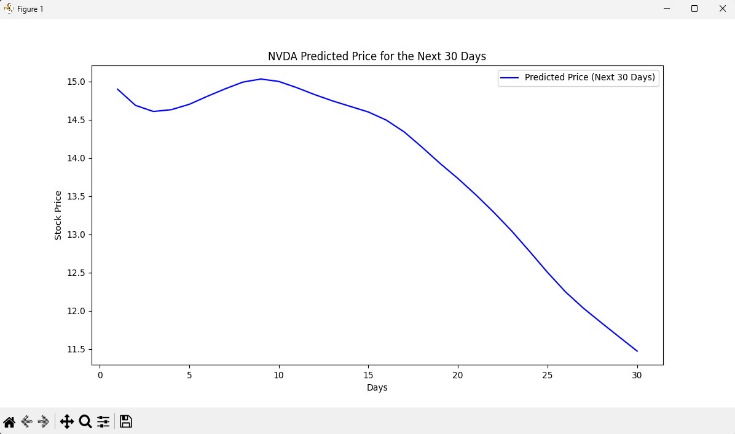 Figure 1
NVDA Predicted Price for the Next 30 Days
Predicted Price (Next 30 Days)
Stock Price
15.0
14.5
14.0
13.5
13.0
12.5
12.0
11.5
0 5 10 15 20 25 30
Days